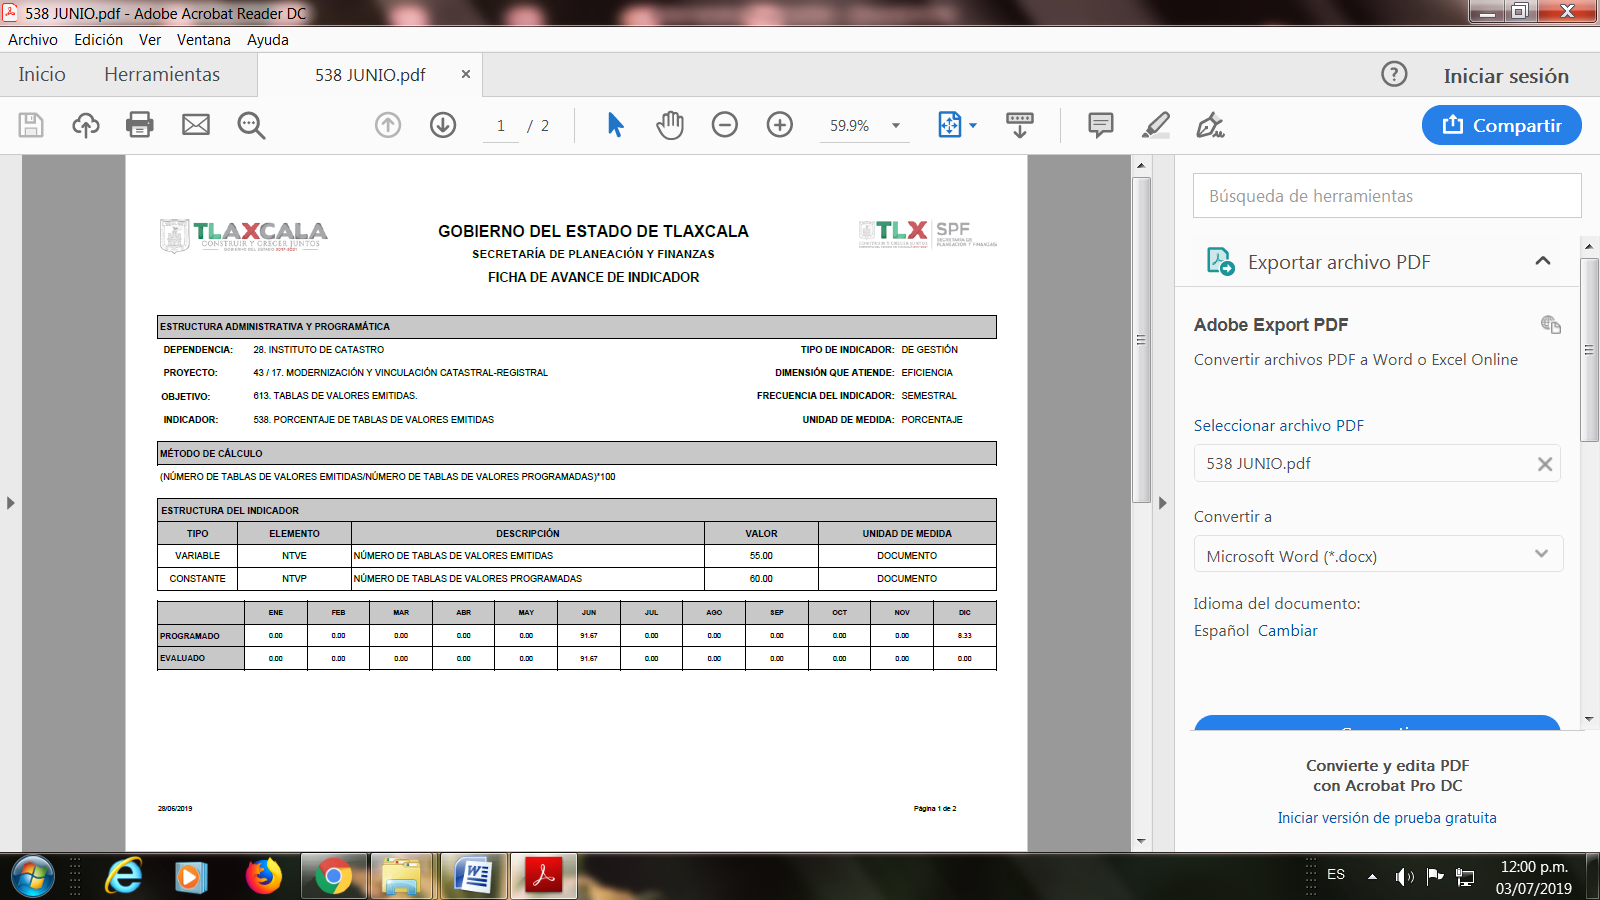 538 JUNIO.pdf - Adobe Acrobat Reader DC
Archivo Edición Ver Ventana Ayuda
Inicio Herramientas 538 JUNIO.pdf × ? Iniciar sesión
1 / 2 59.9% Compartir
TLAXCALA
CONSTRUIR Y CRECER JUNTOS
GOBIERNO DEL ESTADO 2017-2021
GOBIERNO DEL ESTADO DE TLAXCALA
SECRETARÍA DE PLANEACIÓN Y FINANZAS
FICHA DE AVANCE DE INDICADOR
TLX SPF
SECRETARÍA DE PLANEACIÓN Y FINANZAS
ESTRUCTURA ADMINISTRATIVA Y PROGRAMÁTICA
DEPENDENCIA: 28. INSTITUTO DE CATASTRO TIPO DE INDICADOR: DE GESTIÓN
PROYECTO: 43 / 17. MODERNIZACIÓN Y VINCULACIÓN CATASTRAL-REGISTRAL DIMENSIÓN QUE ATIENDE: EFICIENCIA
OBJETIVO: 613. TABLAS DE VALORES EMITIDAS. FRECUENCIA DEL INDICADOR: SEMESTRAL
INDICADOR: 538. PORCENTAJE DE TABLAS DE VALORES EMITIDAS UNIDAD DE MEDIDA: PORCENTAJE
MÉTODO DE CÁLCULO
(NÚMERO DE TABLAS DE VALORES EMITIDAS/NÚMERO DE TABLAS DE VALORES PROGRAMADAS)*100
ESTRUCTURA DEL INDICADOR
TIPO ELEMENTO DESCRIPCIÓN VALOR UNIDAD DE MEDIDA
VARIABLE NTVE NÚMERO DE TABLAS DE VALORES EMITIDAS 55.00 DOCUMENTO
CONSTANTE NTVP NÚMERO DE TABLAS DE VALORES PROGRAMADAS 60.00 DOCUMENTO
ENE FEB MAR ABR MAY JUN JUL AGO SEP OCT NOV DIC
PROGRAMADO 0.00 0.00 0.00 0.00 0.00 91.67 0.00 0.00 0.00 0.00 0.00 8.33
EVALUADO 0.00 0.00 0.00 0.00 0.00 91.67 0.00 0.00 0.00 0.00 0.00 0.00
28/06/2019 Página 1 de 2
Búsqueda de herramientas
Exportar archivo PDF
Adobe Export PDF
Convertir archivos PDF a Word o Excel Online
Seleccionar archivo PDF
538 JUNIO.pdf
Convertir a
Microsoft Word (*.docx)
Idioma del documento:
Español Cambiar
Convierte y edita PDF
con Acrobat Pro DC
Iniciar versión de prueba gratuita
ES 12:00 p.m.
03/07/2019